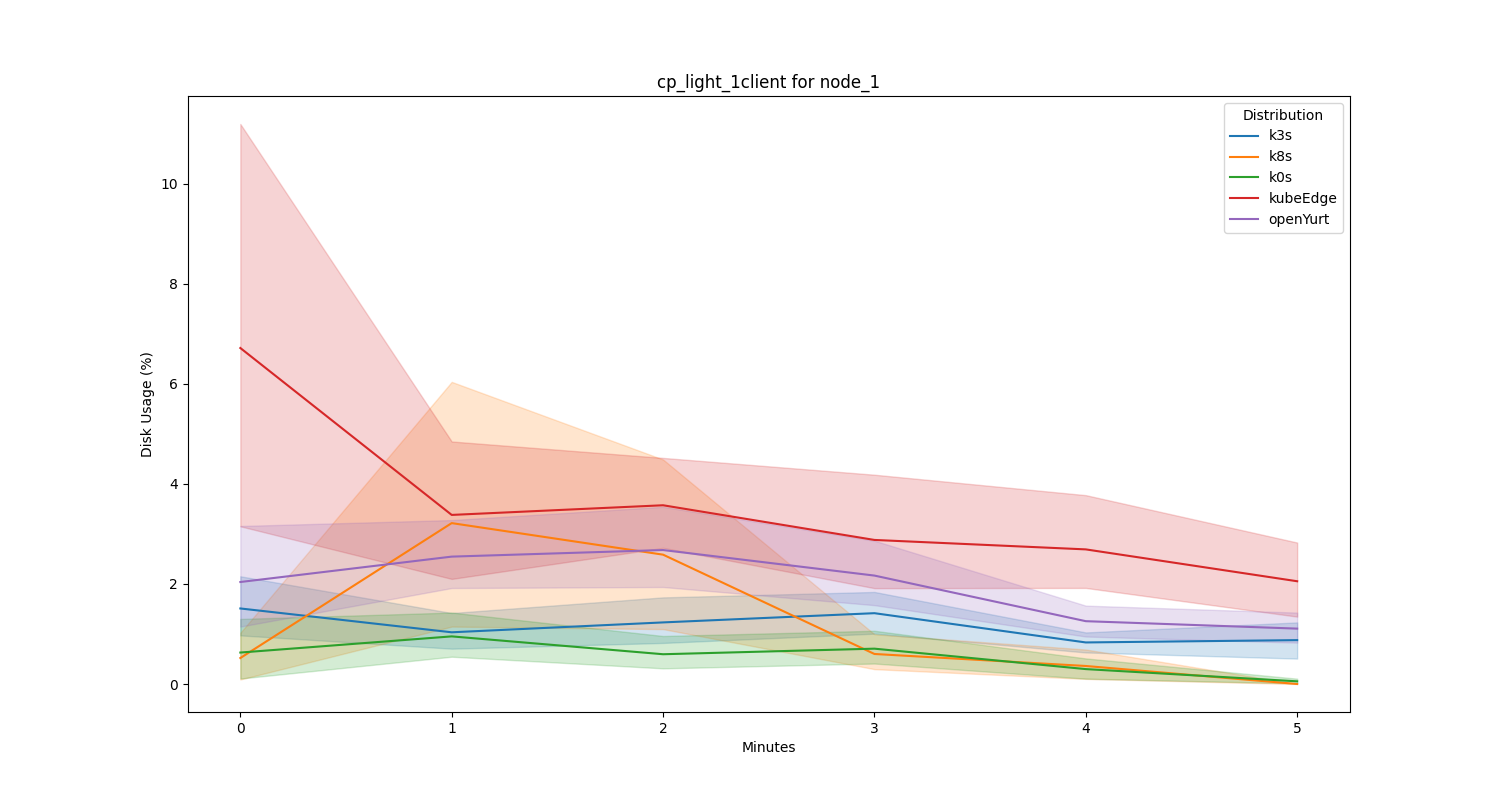 cp_light_1client for node_1
Distribution
k3s
k8s
k0s
kubeEdge
openYurt
Disk Usage (%)
10
8
6
4
2
0
0 1 2 3 4 5
Minutes